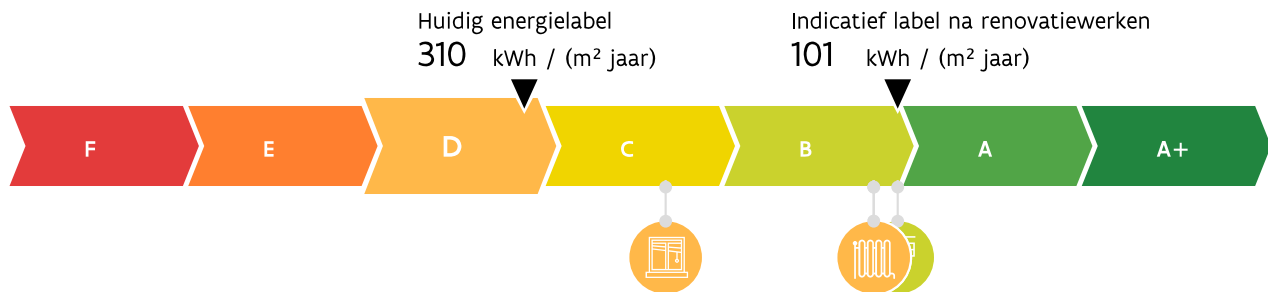 Huidig energielabel
310 kWh / (m² jaar)
Indicatief label na renovatiewerken
101 kWh / (m² jaar)
F E D C B A A+